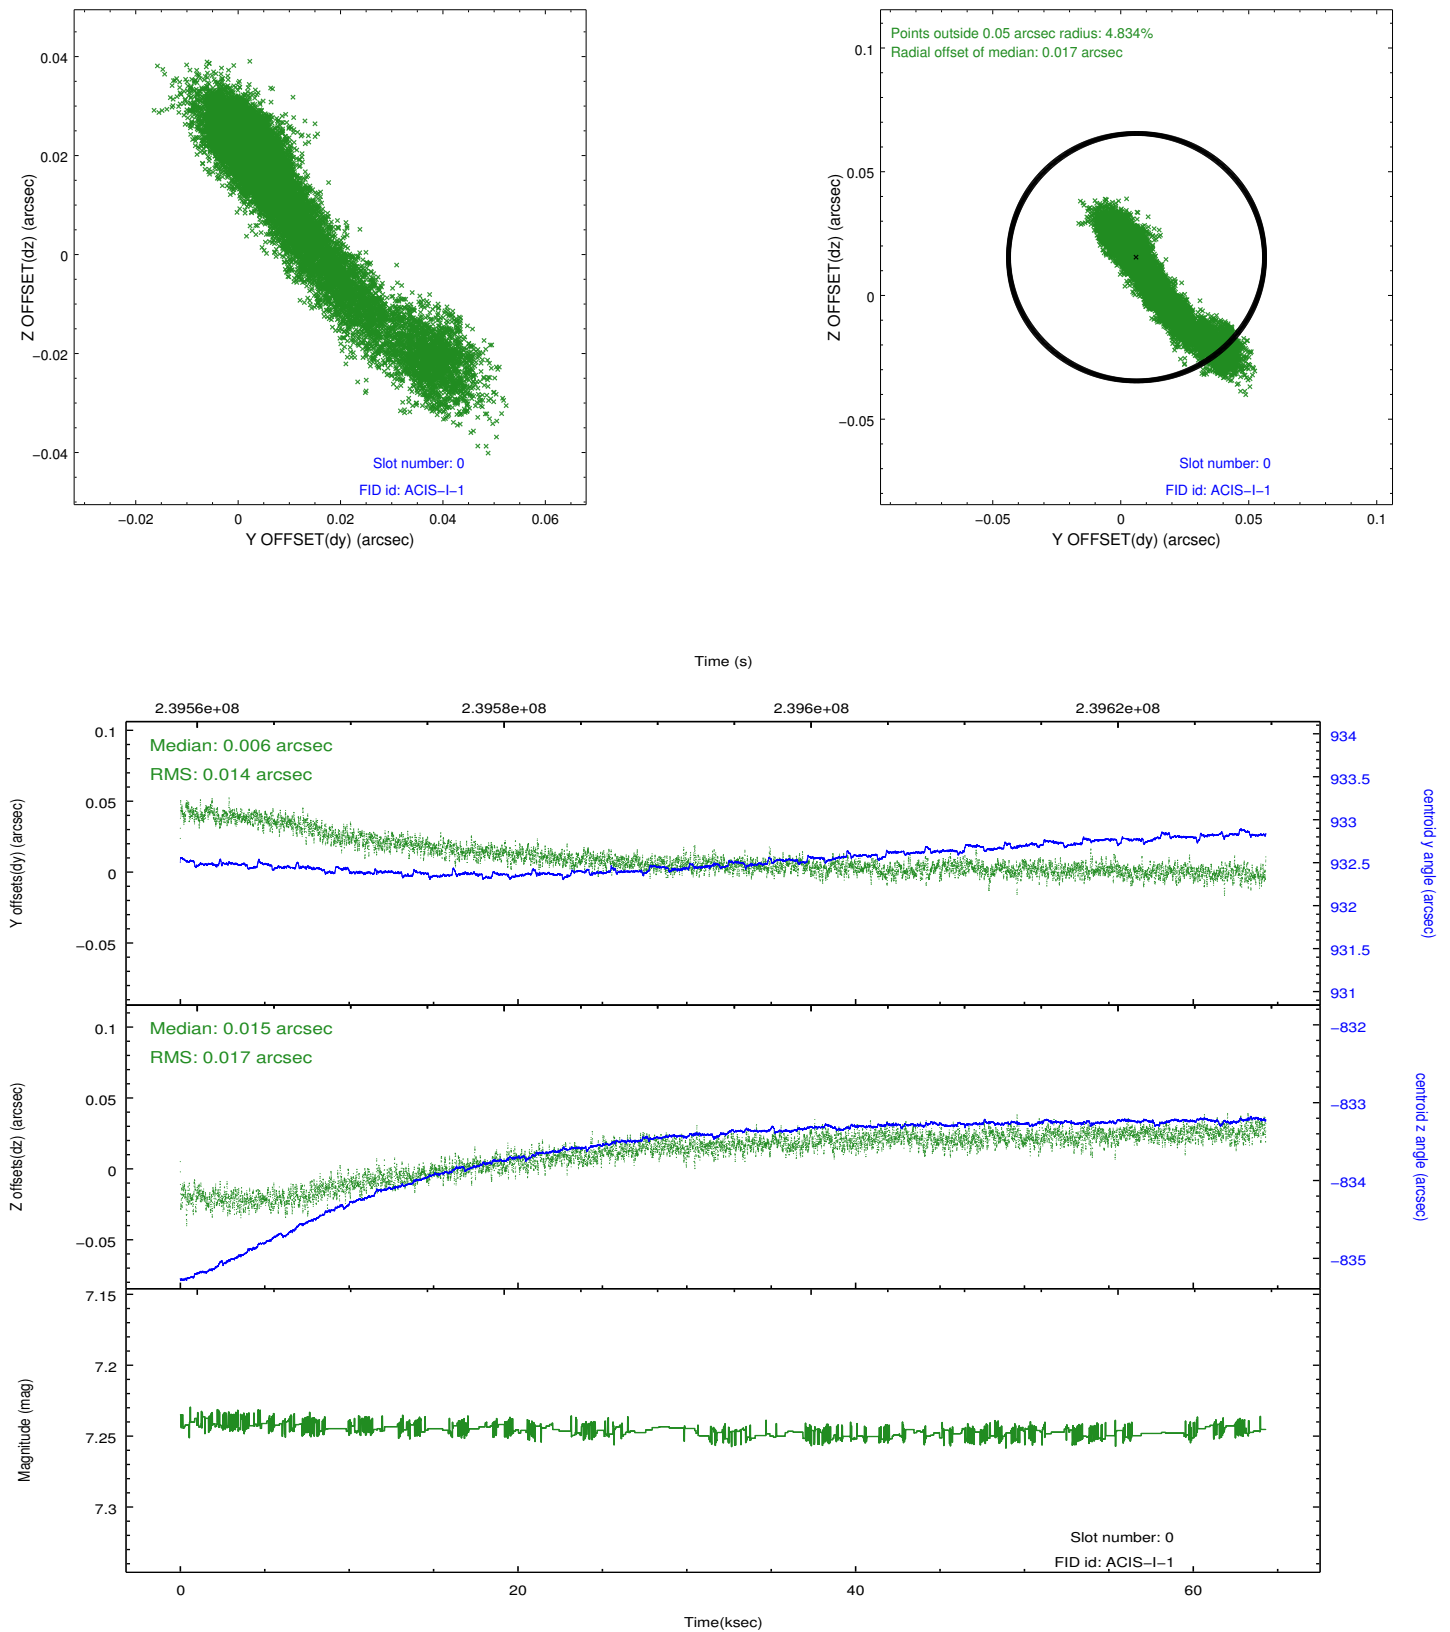 0.04
0.02
0
−0.02
−0.04
Z OFFSET(dz) (arcsec)
Slot number: 0
FID id: ACIS−I−1
−0.02
0
0.02
0.04
0.06
Y OFFSET(dy) (arcsec)
Points outside 0.05 arcsec radius: 4.834%
Radial offset of median: 0.017 arcsec
0.1
0.05
0
−0.05
Z OFFSET(dz) (arcsec)
Slot number: 0
FID id: ACIS−I−1
−0.05
0
0.05
0.1
Y OFFSET(dy) (arcsec)
Time (s)
2.3956e+08
2.3958e+08
2.396e+08
2.3962e+08
Median: 0.006 arcsec
RMS: 0.014 arcsec
0.1
0.05
0
−0.05
Y offsets(dy) (arcsec)
934
933.5
933
932.5
932
931.5
931
centroid y angle (arcsec)
Median: 0.015 arcsec
RMS: 0.017 arcsec
0.1
0.05
0
−0.05
Z offsets(dz) (arcsec)
−832
−833
−834
−835
centroid z angle (arcsec)
7.15
7.2
7.25
7.3
Magnitude (mag)
Slot number: 0
FID id: ACIS−I−1
0
20
40
60
Time(ksec)